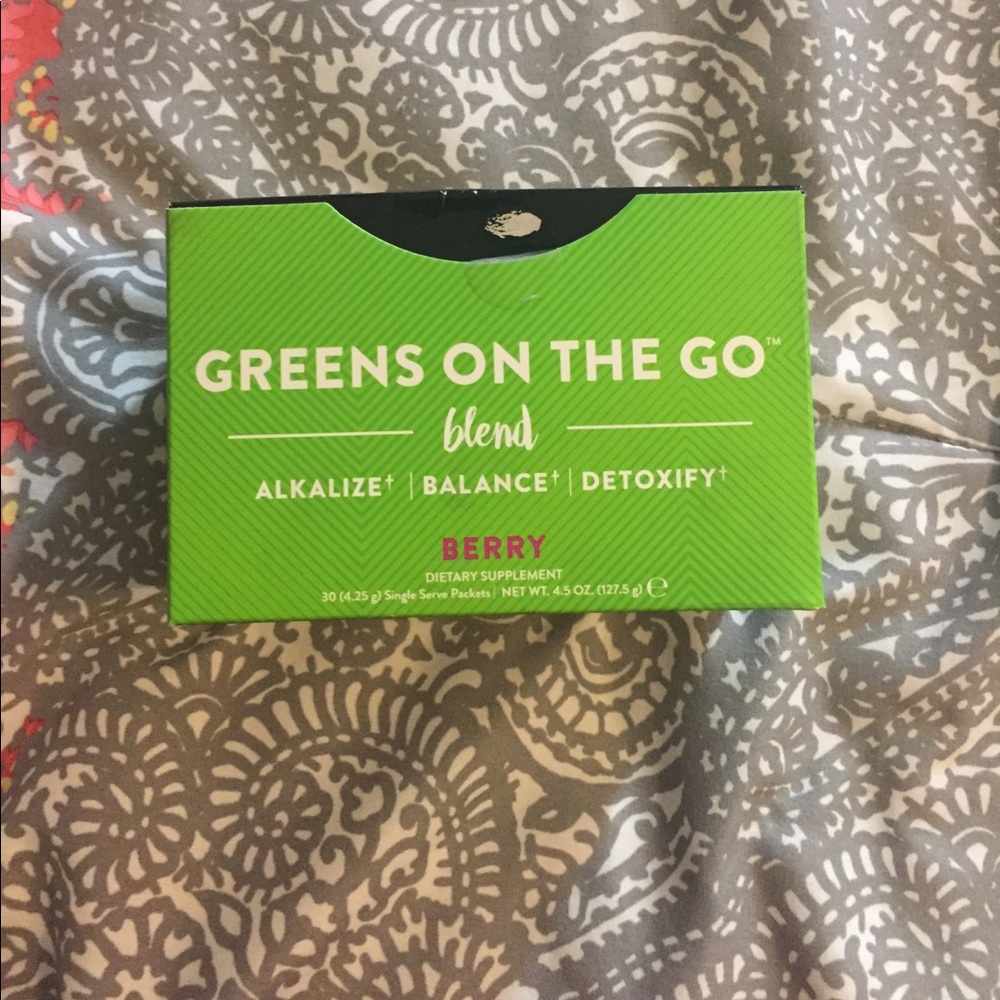 GREENS ON THE GO™
blend
ALKALIZE† | BALANCE† | DETOXIFY†
BERRY
DIETARY SUPPLEMENT
30 (4.25 g) Single Serve Packets | NET WT. 4.5 OZ. (127.5 g) ℮